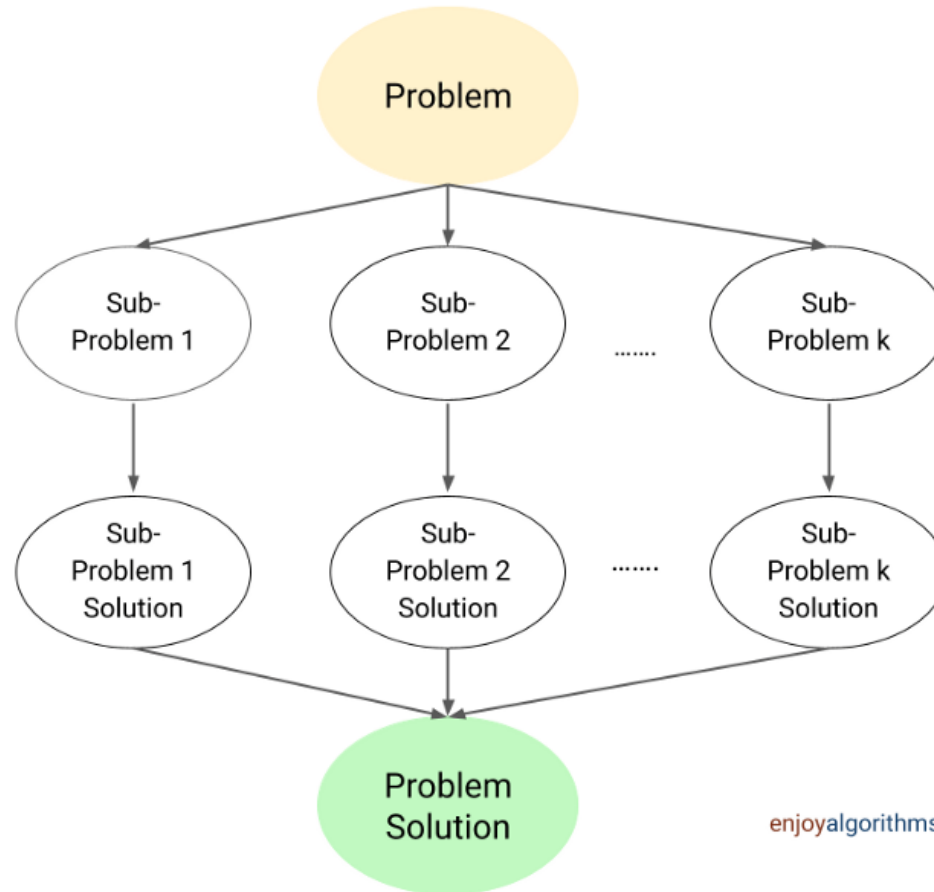 Problem
Sub-
Problem 1
Sub-
Problem 2
.......
Sub-
Problem k
Sub-
Problem 1
Solution
Sub-
Problem 2
Solution
.......
Sub-
Problem k
Solution
Problem
Solution
enjoyalgorithms